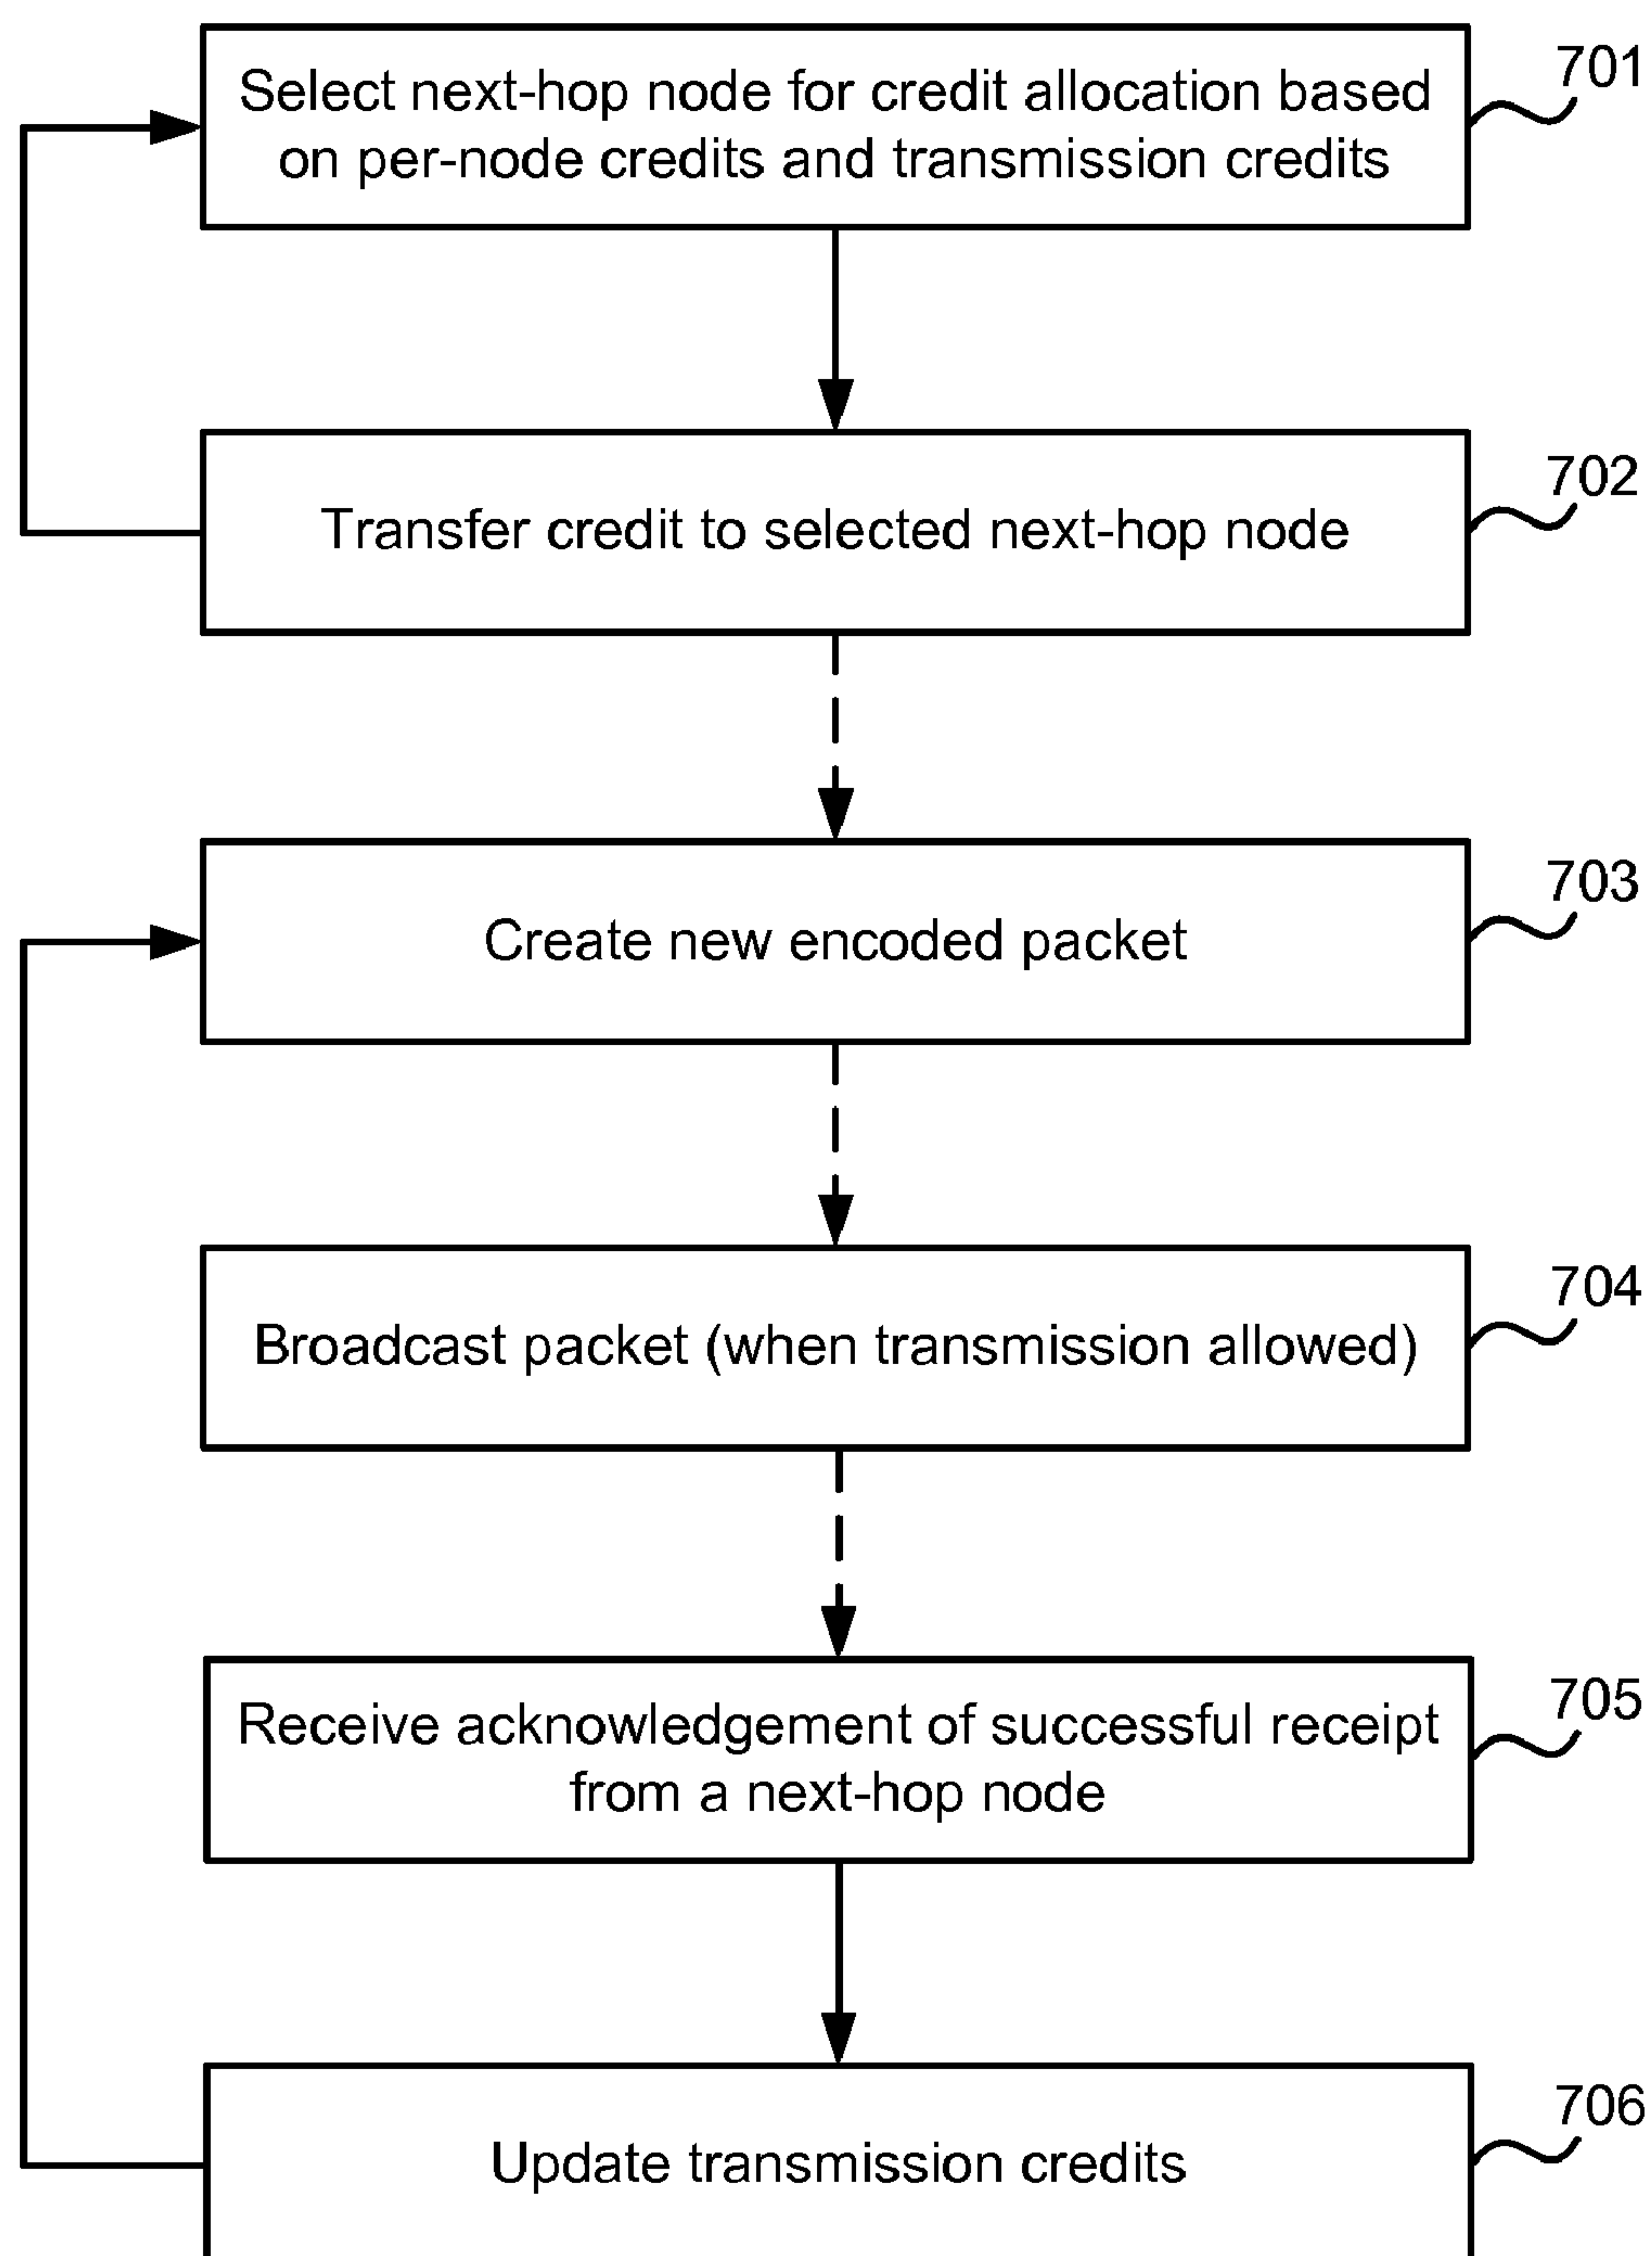 Select next-hop node for credit allocation based
on per-node credits and transmission credits
701
Transfer credit to selected next-hop node
702
Create new encoded packet
703
Broadcast packet (when transmission allowed)
704
Receive acknowledgement of successful receipt
from a next-hop node
705
Update transmission credits
706